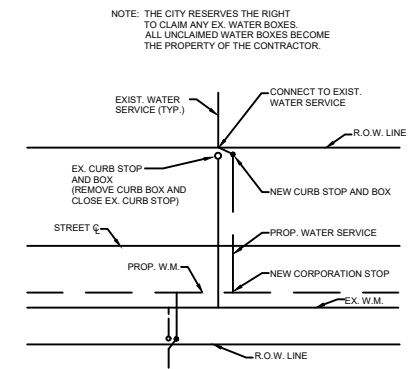 NOTE: THE CITY RESERVES THE RIGHT
TO CLAIM ANY EX. WATER BOXES.
ALL UNCLAIMED WATER BOXES BECOME
THE PROPERTY OF THE CONTRACTOR.
EXIST. WATER
SERVICE (TYP.)
CONNECT TO EXIST.
WATER SERVICE
R.O.W. LINE
EX. CURB STOP
AND BOX
(REMOVE CURB BOX AND
CLOSE EX. CURB STOP)
NEW CURB STOP AND BOX
STREET ℄
PROP. WATER SERVICE
PROP. W.M.
NEW CORPORATION STOP
EX. W.M.
R.O.W. LINE